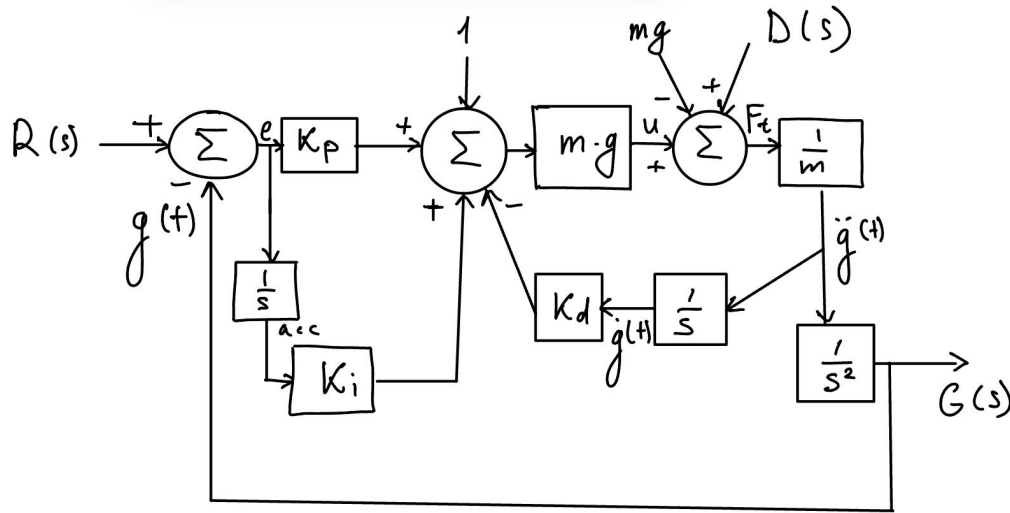 1
mg
D(s)
R(s)
+
Σ
e
Kp
+
Σ
m·g
u
+
-
+
Σ
Ft
1/m
-
g(t)
+
-
g̈(t)
1/s
acc
Ki
Kd
ġ(t)
1/s
1/s²
G(s)